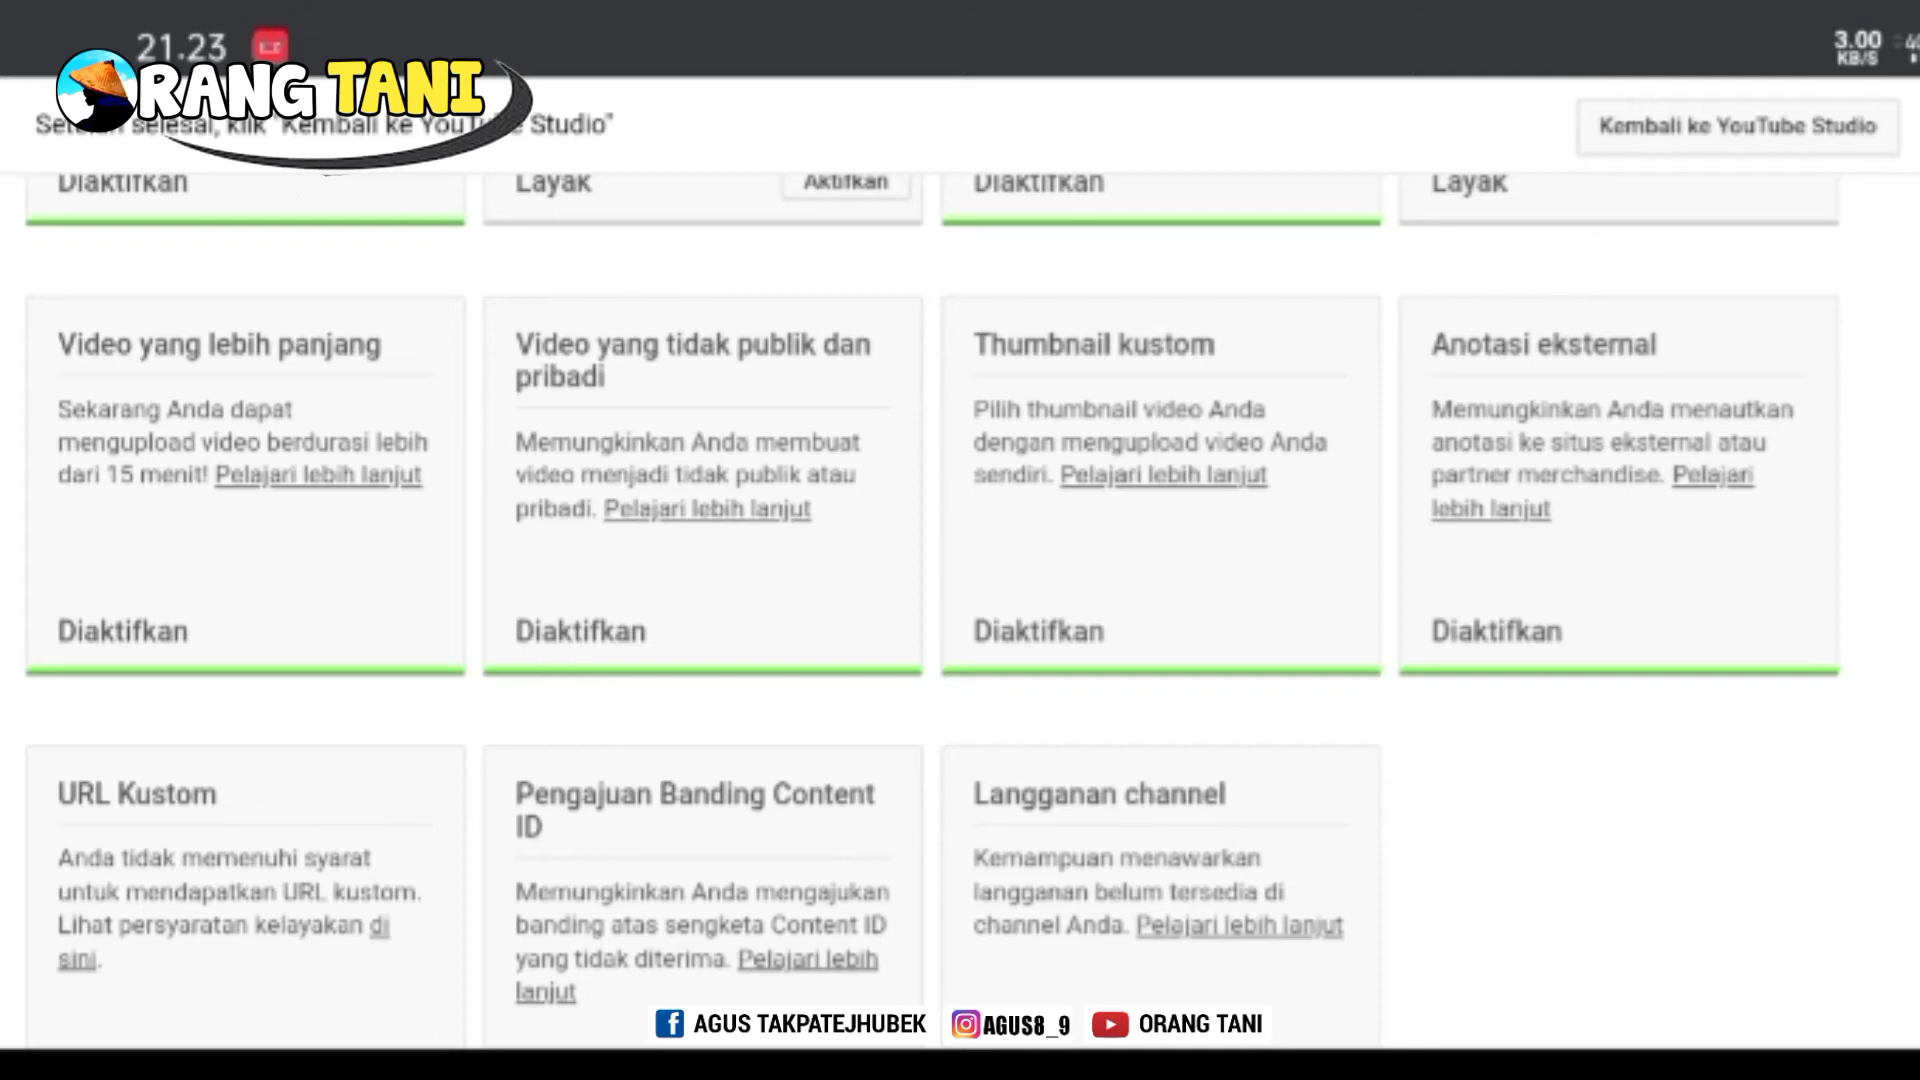 21.23
3.00
KB/S
ORANG TANI
selesai, klik "Kembali ke YouTube Studio"
Kembali ke YouTube Studio
Diaktifkan
Layak
Aktifkan
Diaktifkan
Layak
Video yang lebih panjang
Sekarang Anda dapat
mengupload video berdurasi lebih
dari 15 menit! Pelajari lebih lanjut
Diaktifkan
Video yang tidak publik dan
pribadi
Memungkinkan Anda membuat
video menjadi tidak publik atau
pribadi. Pelajari lebih lanjut
Diaktifkan
Thumbnail kustom
Pilih thumbnail video Anda
dengan mengupload video Anda
sendiri. Pelajari lebih lanjut
Diaktifkan
Anotasi eksternal
Memungkinkan Anda menautkan
anotasi ke situs eksternal atau
partner merchandise. Pelajari
lebih lanjut
Diaktifkan
URL Kustom
Anda tidak memenuhi syarat
untuk mendapatkan URL kustom.
Lihat persyaratan kelayakan di
sini.
Pengajuan Banding Content
ID
Memungkinkan Anda mengajukan
banding atas sengketa Content ID
yang tidak diterima. Pelajari lebih
lanjut
Langganan channel
Kemampuan menawarkan
langganan belum tersedia di
channel Anda. Pelajari lebih lanjut
AGUS TAKPATEJHUBEK
AGUS8_9
ORANG TANI